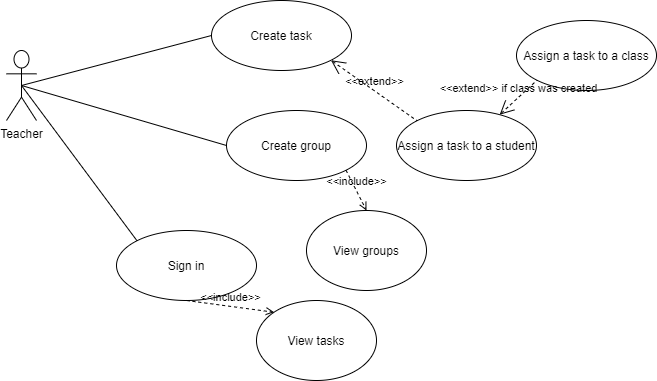 Create task
Assign a task to a class
<<extend>>
<<extend>> if class was created
Teacher
Create group
Assign a task to a student
<<include>>
View groups
Sign in
<<include>>
View tasks